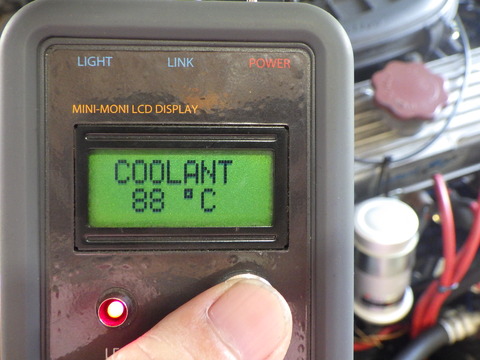 LIGHT LINK POWER
MINI-MONI LCD DISPLAY
COOLANT
88 °C